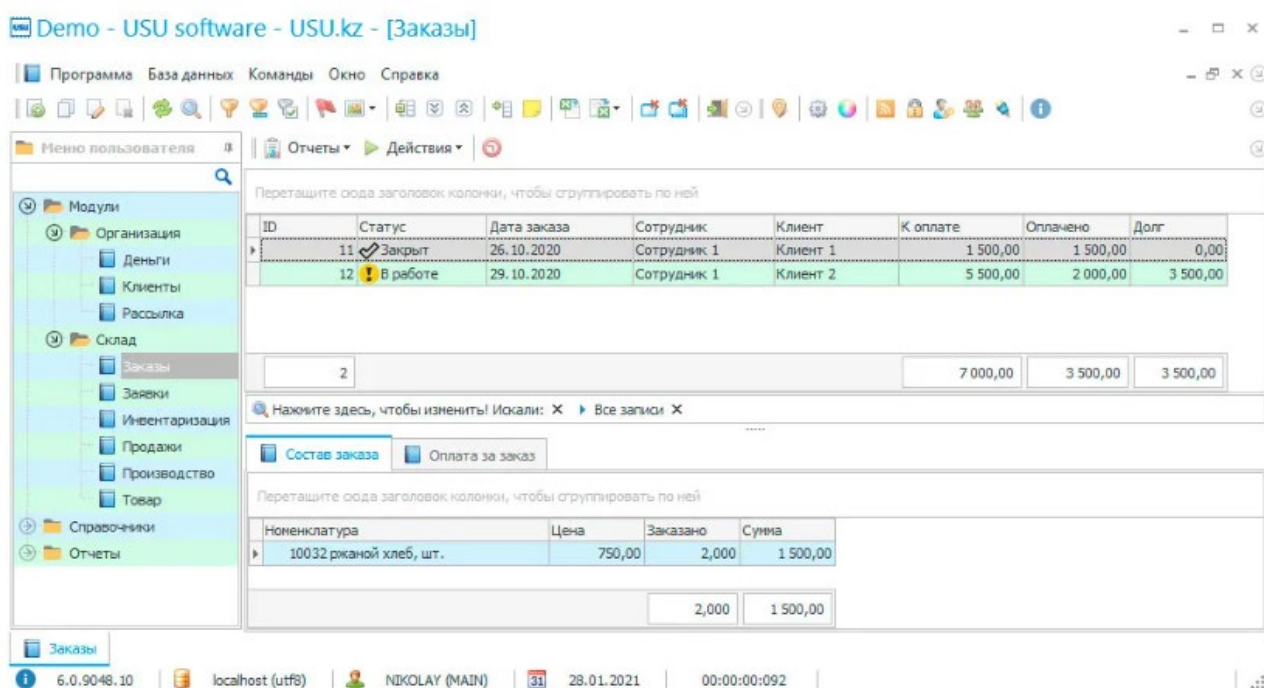 USU Demo - USU software - USU.kz - [Заказы]
Программа База данных Команды Окно Справка
Меню пользователя
Отчеты Действия
Перетащите сюда заголовок колонки, чтобы сгруппировать по ней
Модули
Организация
Деньги
Клиенты
Рассылка
Склад
Заказы
Заявки
Инвентаризация
Продажи
Производство
Товар
Справочники
Отчеты
ID Статус Дата заказа Сотрудник Клиент К оплате Оплачено Долг
11 Закрыт 26.10.2020 Сотрудник 1 Клиент 1 1 500,00 1 500,00 0,00
12 В работе 29.10.2020 Сотрудник 1 Клиент 2 5 500,00 2 000,00 3 500,00
2 7 000,00 3 500,00 3 500,00
Нажмите здесь, чтобы изменить! Искали: X Все записи X
Состав заказа Оплата за заказ
Перетащите сюда заголовок колонки, чтобы сгруппировать по ней
Номенклатура Цена Заказано Сумма
10032 ржаной хлеб, шт. 750,00 2,000 1 500,00
2,000 1 500,00
Заказы
6.0.9048.10 localhost (utf8) NIKOLAY (MAIN) 31 28.01.2021 00:00:00:092